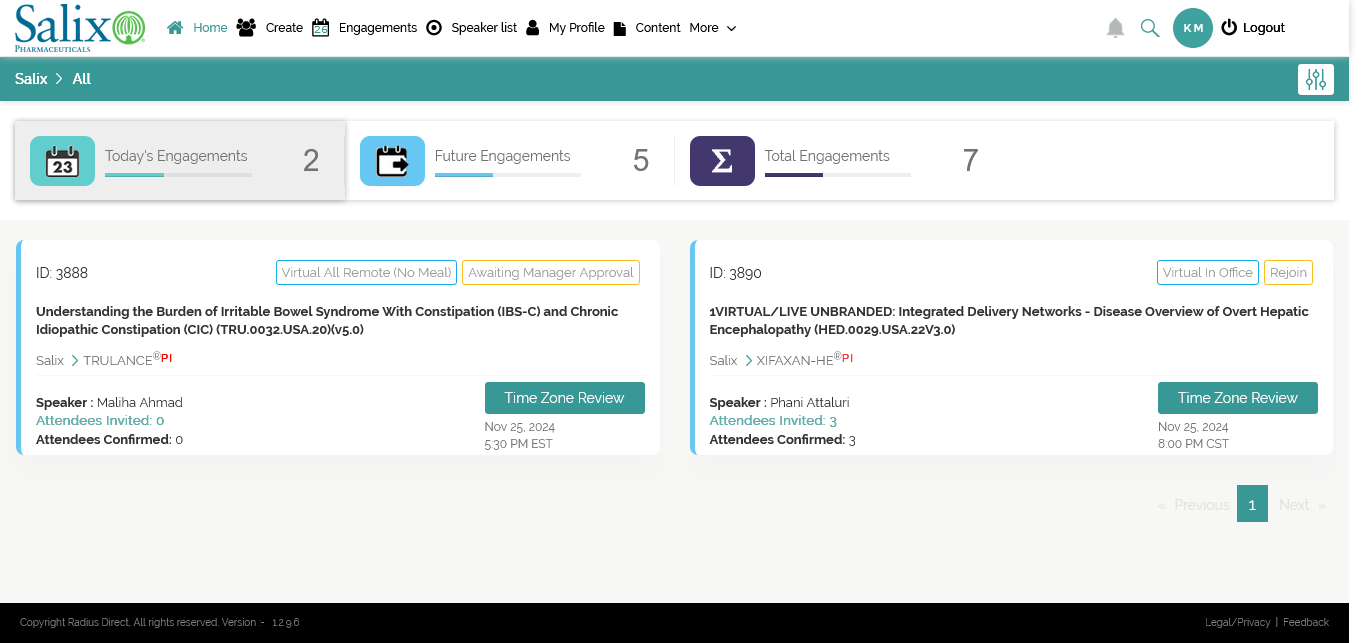 Salix
PHARMACEUTICALS
Home Create 26 Engagements Speaker list My Profile Content More
K M Logout
Salix All
23 Today's Engagements 2
Future Engagements 5
Σ Total Engagements 7
ID: 3888 Virtual All Remote (No Meal) Awaiting Manager Approval
Understanding the Burden of Irritable Bowel Syndrome With Constipation (IBS-C) and Chronic
Idiopathic Constipation (CIC) (TRU.0032.USA.20)(v5.0)
Salix TRULANCE®PI
Speaker : Maliha Ahmad
Attendees Invited: 0
Attendees Confirmed: 0
Time Zone Review
Nov 25, 2024
5:30 PM EST
ID: 3890 Virtual In Office Rejoin
1VIRTUAL/LIVE UNBRANDED: Integrated Delivery Networks - Disease Overview of Overt Hepatic
Encephalopathy (HED.0029.USA.22V3.0)
Salix XIFAXAN-HE®PI
Speaker : Phani Attaluri
Attendees Invited: 3
Attendees Confirmed: 3
Time Zone Review
Nov 25, 2024
8:00 PM CST
« Previous 1 Next »
Copyright Radius Direct, All rights reserved. Version :- 1.2.9.6
Legal/Privacy | Feedback